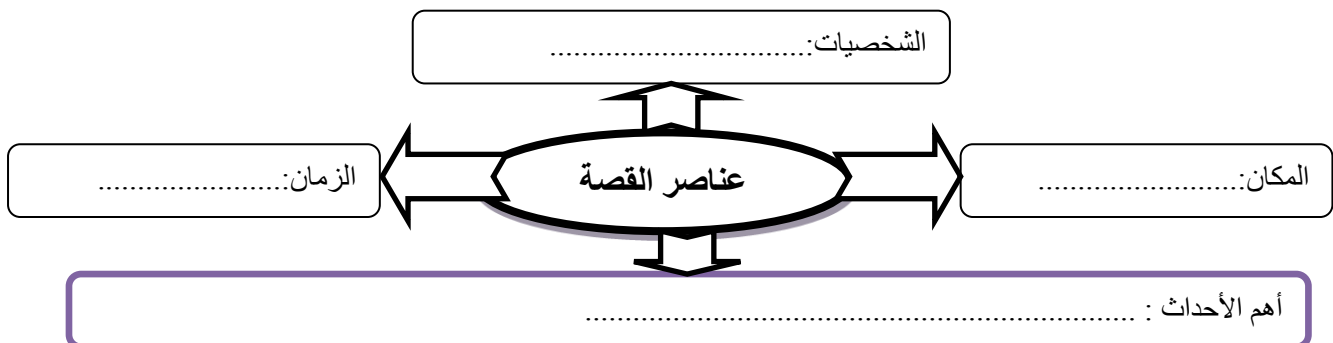 الشخصيات:................................
المكان:.........................
عناصر القصة
الزمان:.......................
أهم الأحداث : ......................................................................